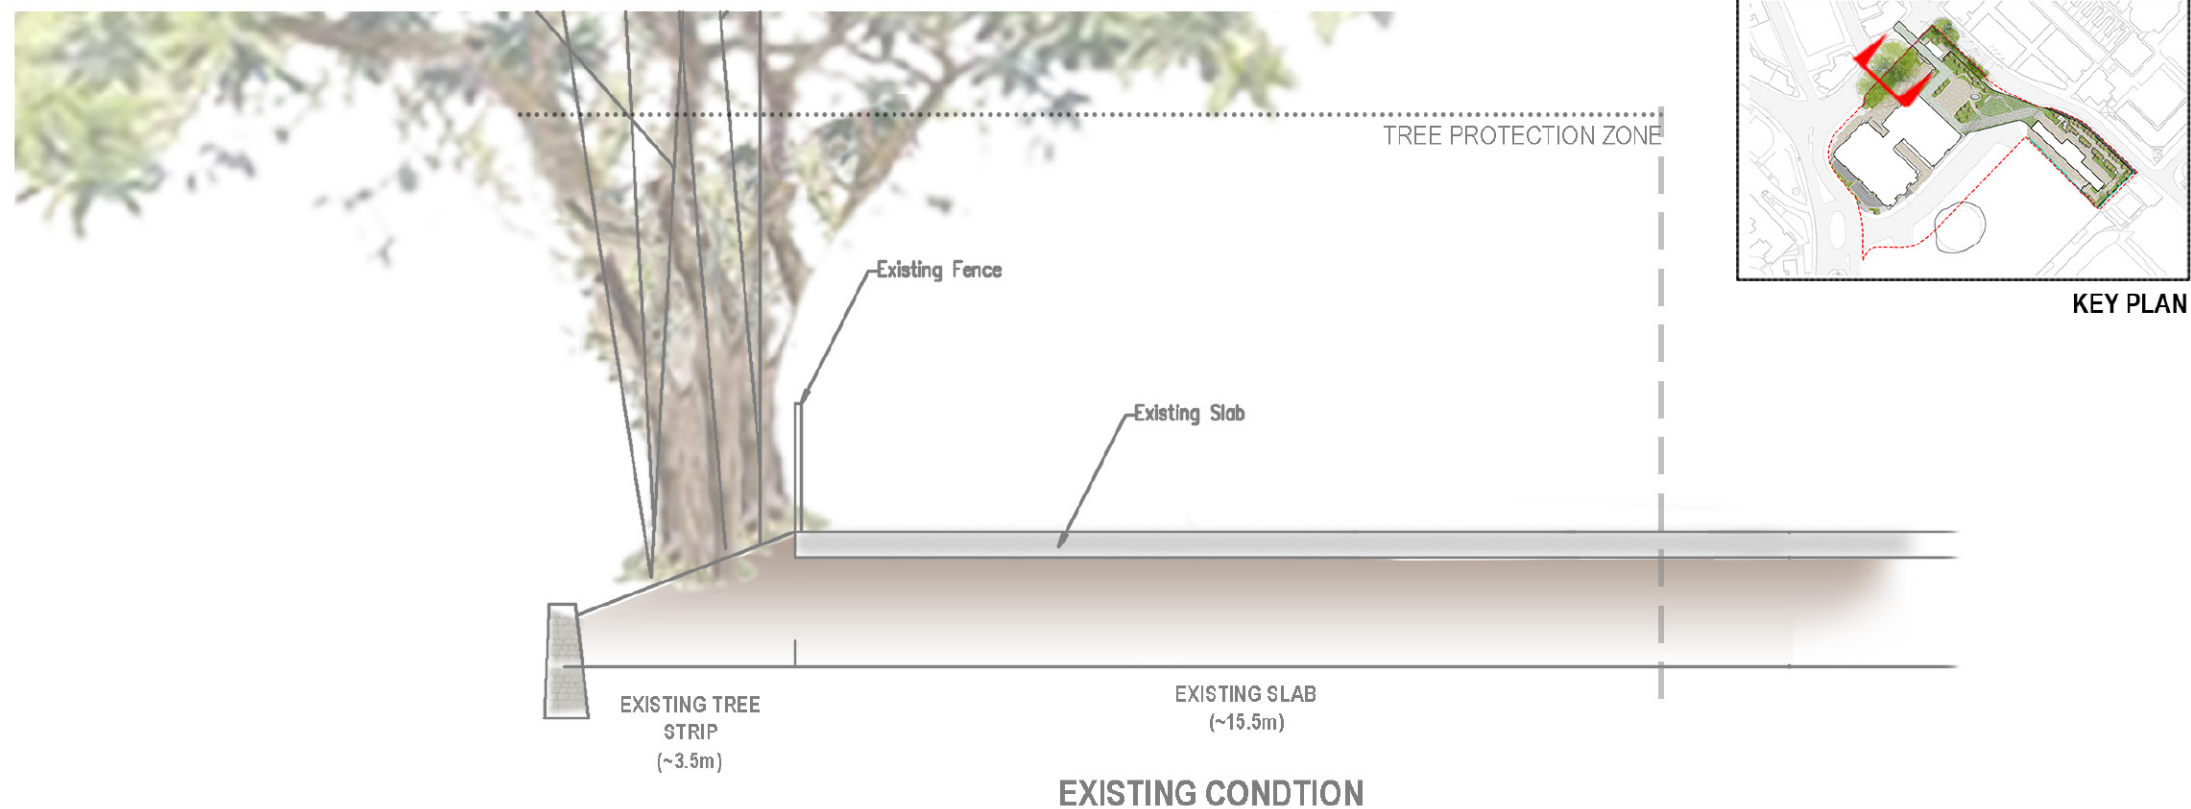 TREE PROTECTION ZONE
KEY PLAN
Existing Fence
Existing Slab
EXISTING TREE
STRIP
(~3.5m)
EXISTING SLAB
(~15.5m)
EXISTING CONDTION